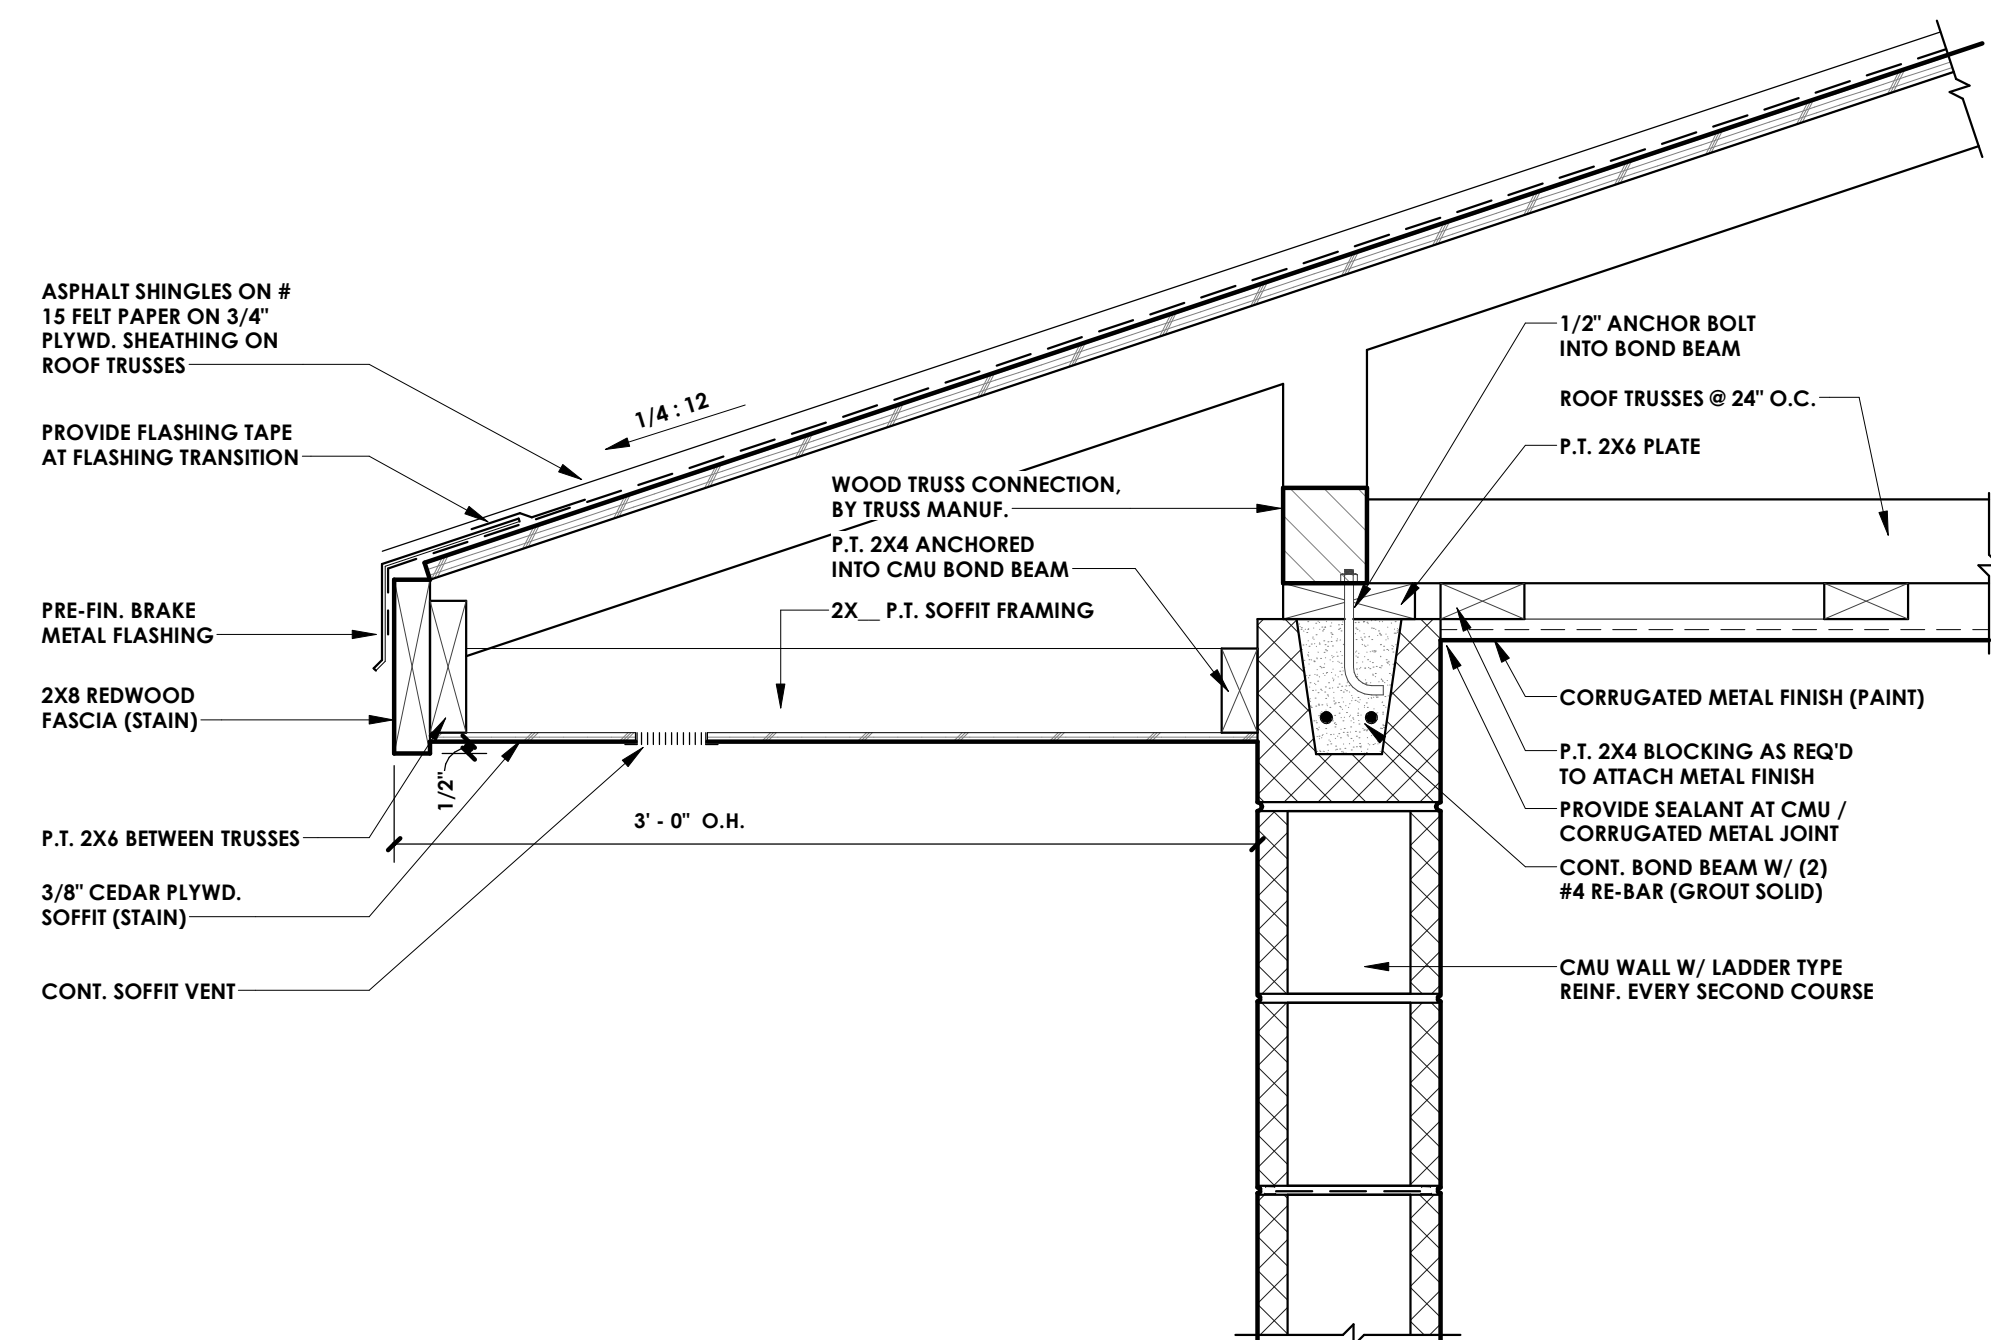 ASPHALT SHINGLES ON #
15 FELT PAPER ON 3/4"
PLYWD. SHEATHING ON
ROOF TRUSSES
PROVIDE FLASHING TAPE
AT FLASHING TRANSITION
PRE-FIN. BRAKE
METAL FLASHING
2X8 REDWOOD
FASCIA (STAIN)
P.T. 2X6 BETWEEN TRUSSES
3/8" CEDAR PLYWD.
SOFFIT (STAIN)
CONT. SOFFIT VENT
1/4 : 12
1/2"
3' - 0" O.H.
WOOD TRUSS CONNECTION,
BY TRUSS MANUF.
P.T. 2X4 ANCHORED
INTO CMU BOND BEAM
2X__ P.T. SOFFIT FRAMING
1/2" ANCHOR BOLT
INTO BOND BEAM
ROOF TRUSSES @ 24" O.C.
P.T. 2X6 PLATE
CORRUGATED METAL FINISH (PAINT)
P.T. 2X4 BLOCKING AS REQ'D
TO ATTACH METAL FINISH
PROVIDE SEALANT AT CMU /
CORRUGATED METAL JOINT
CONT. BOND BEAM W/ (2)
#4 RE-BAR (GROUT SOLID)
CMU WALL W/ LADDER TYPE
REINF. EVERY SECOND COURSE